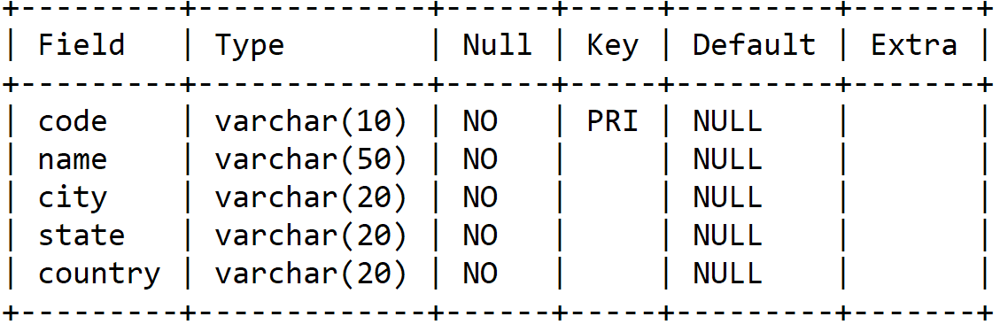 +---------+-------------+------+-----+---------+-------+
| Field   | Type        | Null | Key | Default | Extra |
+---------+-------------+------+-----+---------+-------+
| code    | varchar(10) | NO   | PRI | NULL    |       |
| name    | varchar(50) | NO   |     | NULL    |       |
| city    | varchar(20) | NO   |     | NULL    |       |
| state   | varchar(20) | NO   |     | NULL    |       |
| country | varchar(20) | NO   |     | NULL    |       |
+---------+-------------+------+-----+---------+-------+